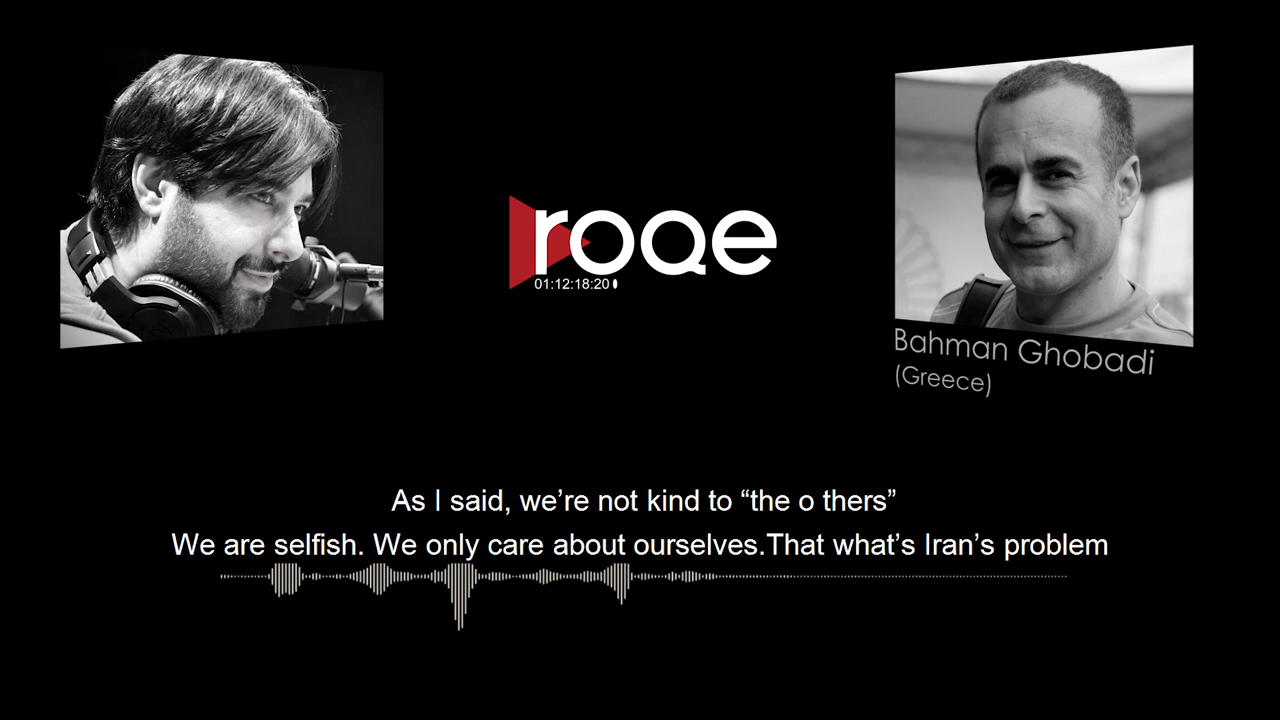 roqe
01:12:18:20
Bahman Ghobadi
(Greece)
As I said, we’re not kind to “the o thers”
We are selfish. We only care about ourselves.That what’s Iran’s problem